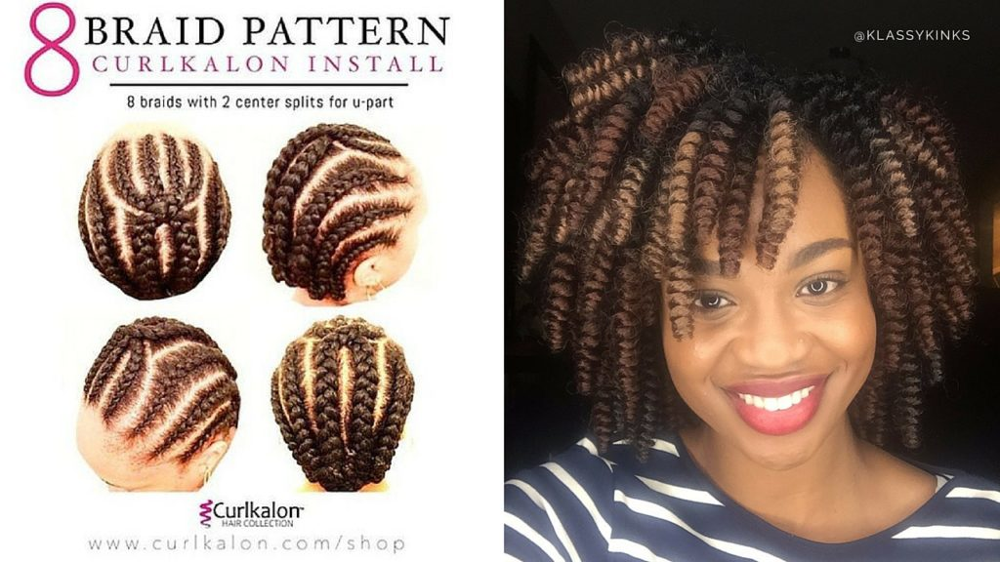 8 BRAID PATTERN
CURLKALON INSTALL
8 braids with 2 center splits for u-part
Curlkalon™
HAIR COLLECTION
www.curlkalon.com/shop
@KLASSYKINKS